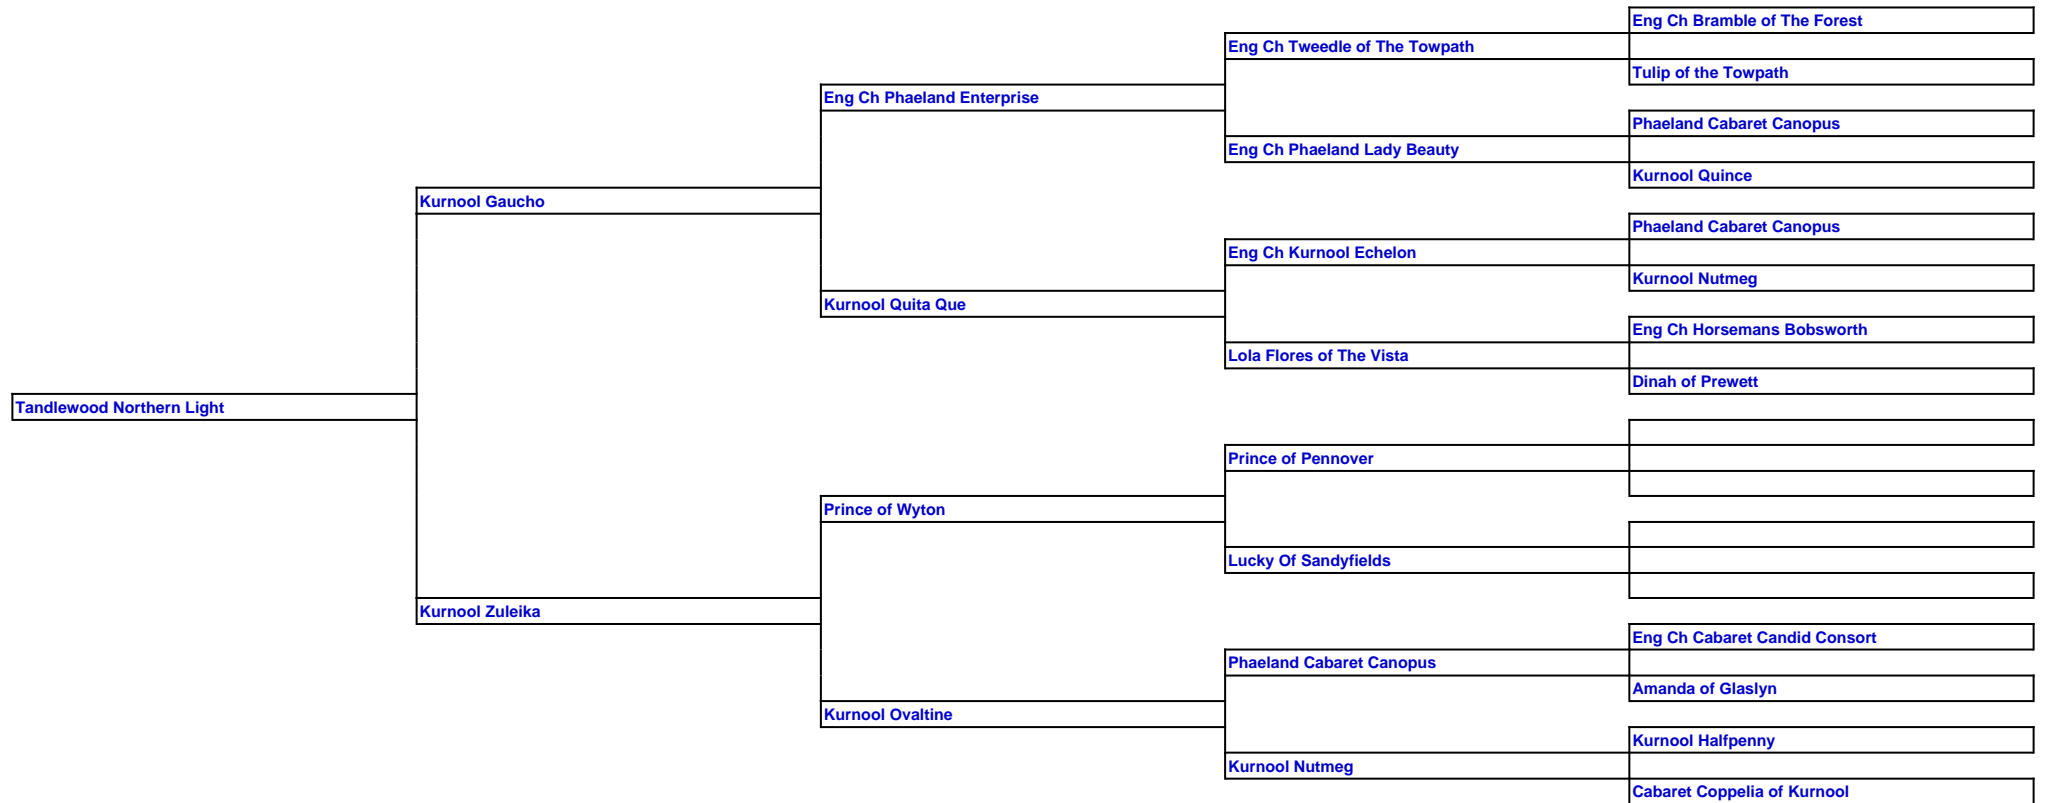 Eng Ch Bramble of The Forest
Eng Ch Tweedle of The Towpath
Tulip of the Towpath
Eng Ch Phaeland Enterprise
Phaeland Cabaret Canopus
Eng Ch Phaeland Lady Beauty
Kurnool Quince
Kurnool Gaucho
Phaeland Cabaret Canopus
Eng Ch Kurnool Echelon
Kurnool Nutmeg
Kurnool Quita Que
Eng Ch Horsemans Bobsworth
Lola Flores of The Vista
Dinah of Prewett
Tandlewood Northern Light
Prince of Pennover
Prince of Wyton
Lucky Of Sandyfields
Kurnool Zuleika
Eng Ch Cabaret Candid Consort
Phaeland Cabaret Canopus
Amanda of Glaslyn
Kurnool Ovaltine
Kurnool Halfpenny
Kurnool Nutmeg
Cabaret Coppelia of Kurnool